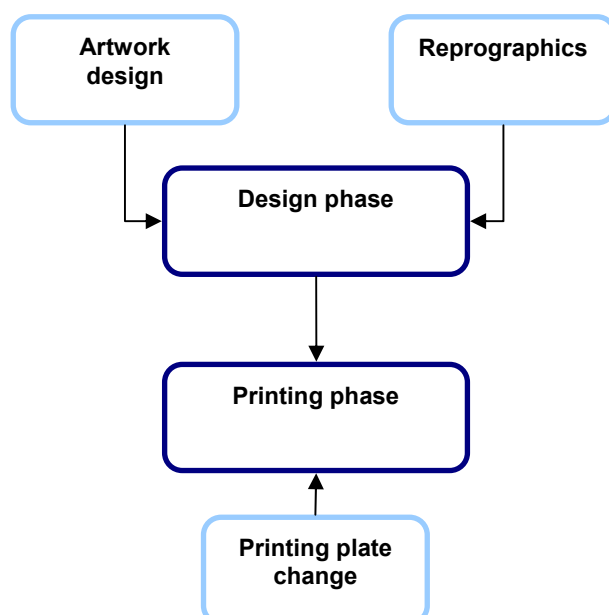 Artwork
design
Reprographics
Design phase
Printing phase
Printing plate
change